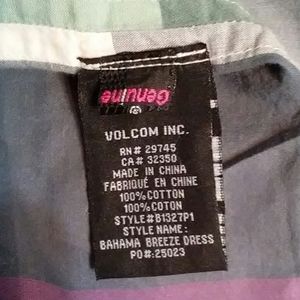 Genuine
VOLCOM INC.
RN# 29745
CA# 32350
MADE IN CHINA
FABRIQUÉ EN CHINE
100%COTTON
100%COTON
STYLE#B1327P1
STYLE NAME:
BAHAMA BREEZE DRESS
PO#:25023